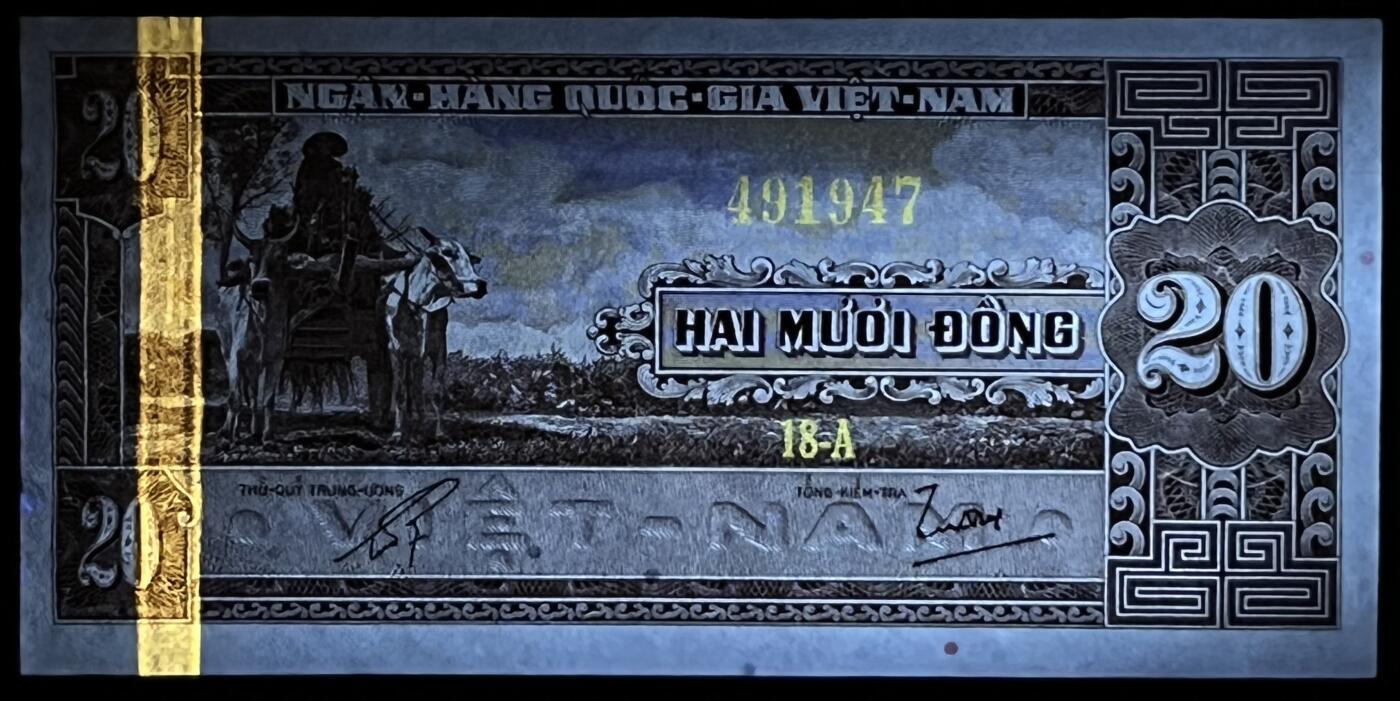 20
NGÂN-HÀNG QUỐC-GIA VIỆT-NAM
491947
HAI MƯƠI ĐỒNG
20
18-A
THỦ-QUỸ TRUNG-ƯƠNG
TỔNG-KIỂM-TRA
VIỆT-NAM
20